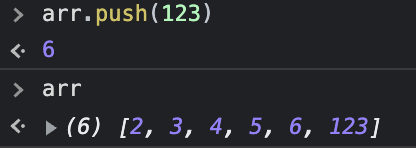 > arr.push(123)
<· 6
> arr
<· ▶ (6) [2, 3, 4, 5, 6, 123]